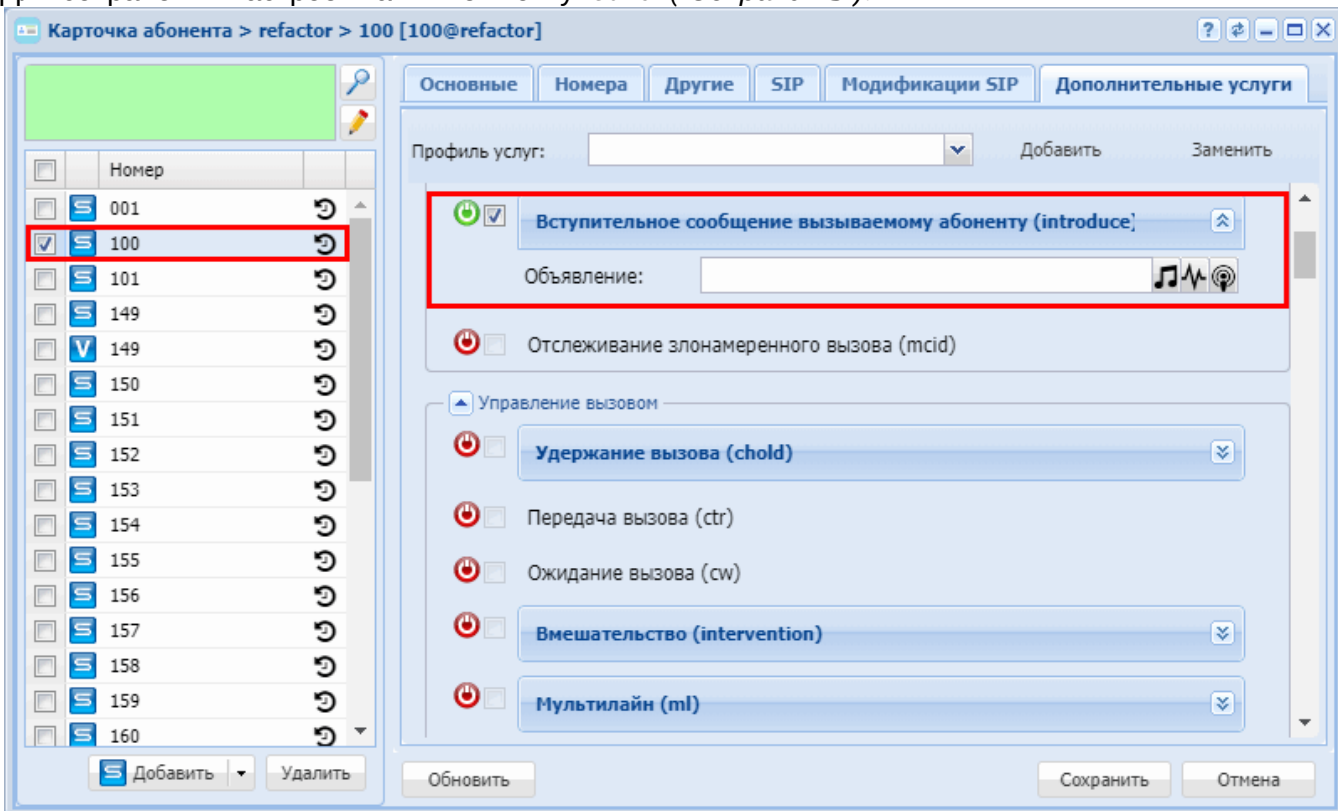 Карточка абонента > refactor > 100 [100@refactor]
Основные
Номера
Другие
SIP
Модификации SIP
Дополнительные услуги
Профиль услуг:
Добавить
Заменить
Номер
001
100
101
149
149
150
151
152
153
154
155
156
157
158
159
160
Добавить
Удалить
Вступительное сообщение вызываемому абоненту (introduce)
Объявление:
Отслеживание злонамеренного вызова (mcid)
Управление вызовом
Удержание вызова (chold)
Передача вызова (ctr)
Ожидание вызова (cw)
Вмешательство (intervention)
Мультилайн (ml)
Обновить
Сохранить
Отмена